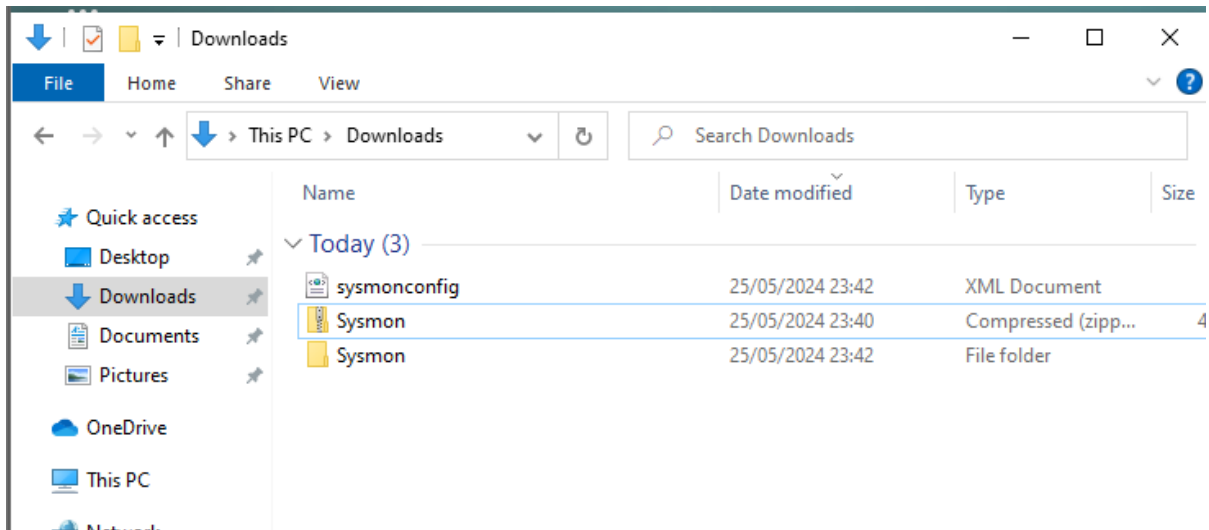 Downloads
File Home Share View
This PC Downloads
Search Downloads
Name Date modified Type Size
Quick access
Today (3)
Desktop
sysmonconfig 25/05/2024 23:42 XML Document
Downloads
Sysmon 25/05/2024 23:40 Compressed (zipp... 4
Documents
Sysmon 25/05/2024 23:42 File folder
Pictures
OneDrive
This PC
Network